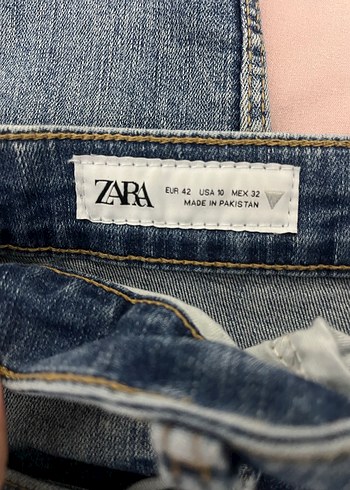 ZARA
EUR 42 USA 10 MEX 32
MADE IN PAKISTAN